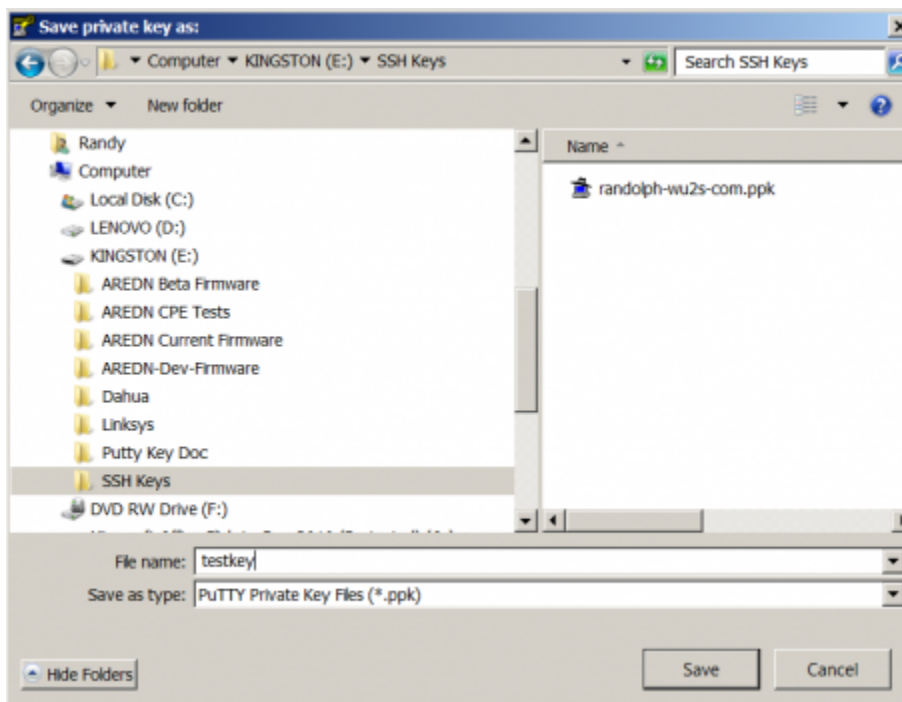 Save private key as:
Computer KINGSTON (E:) SSH Keys
Search SSH Keys
Organize New folder
Randy
Computer
Local Disk (C:)
LENOVO (D:)
KINGSTON (E:)
AREDN Beta Firmware
AREDN CPE Tests
AREDN Current Firmware
AREDN-Dev-Firmware
Dahua
Linksys
Putty Key Doc
SSH Keys
DVD RW Drive (F:)
Name
randolph-wu2s-com.ppk
File name: testkey
Save as type: PuTTY Private Key Files (*.ppk)
Hide Folders
Save
Cancel